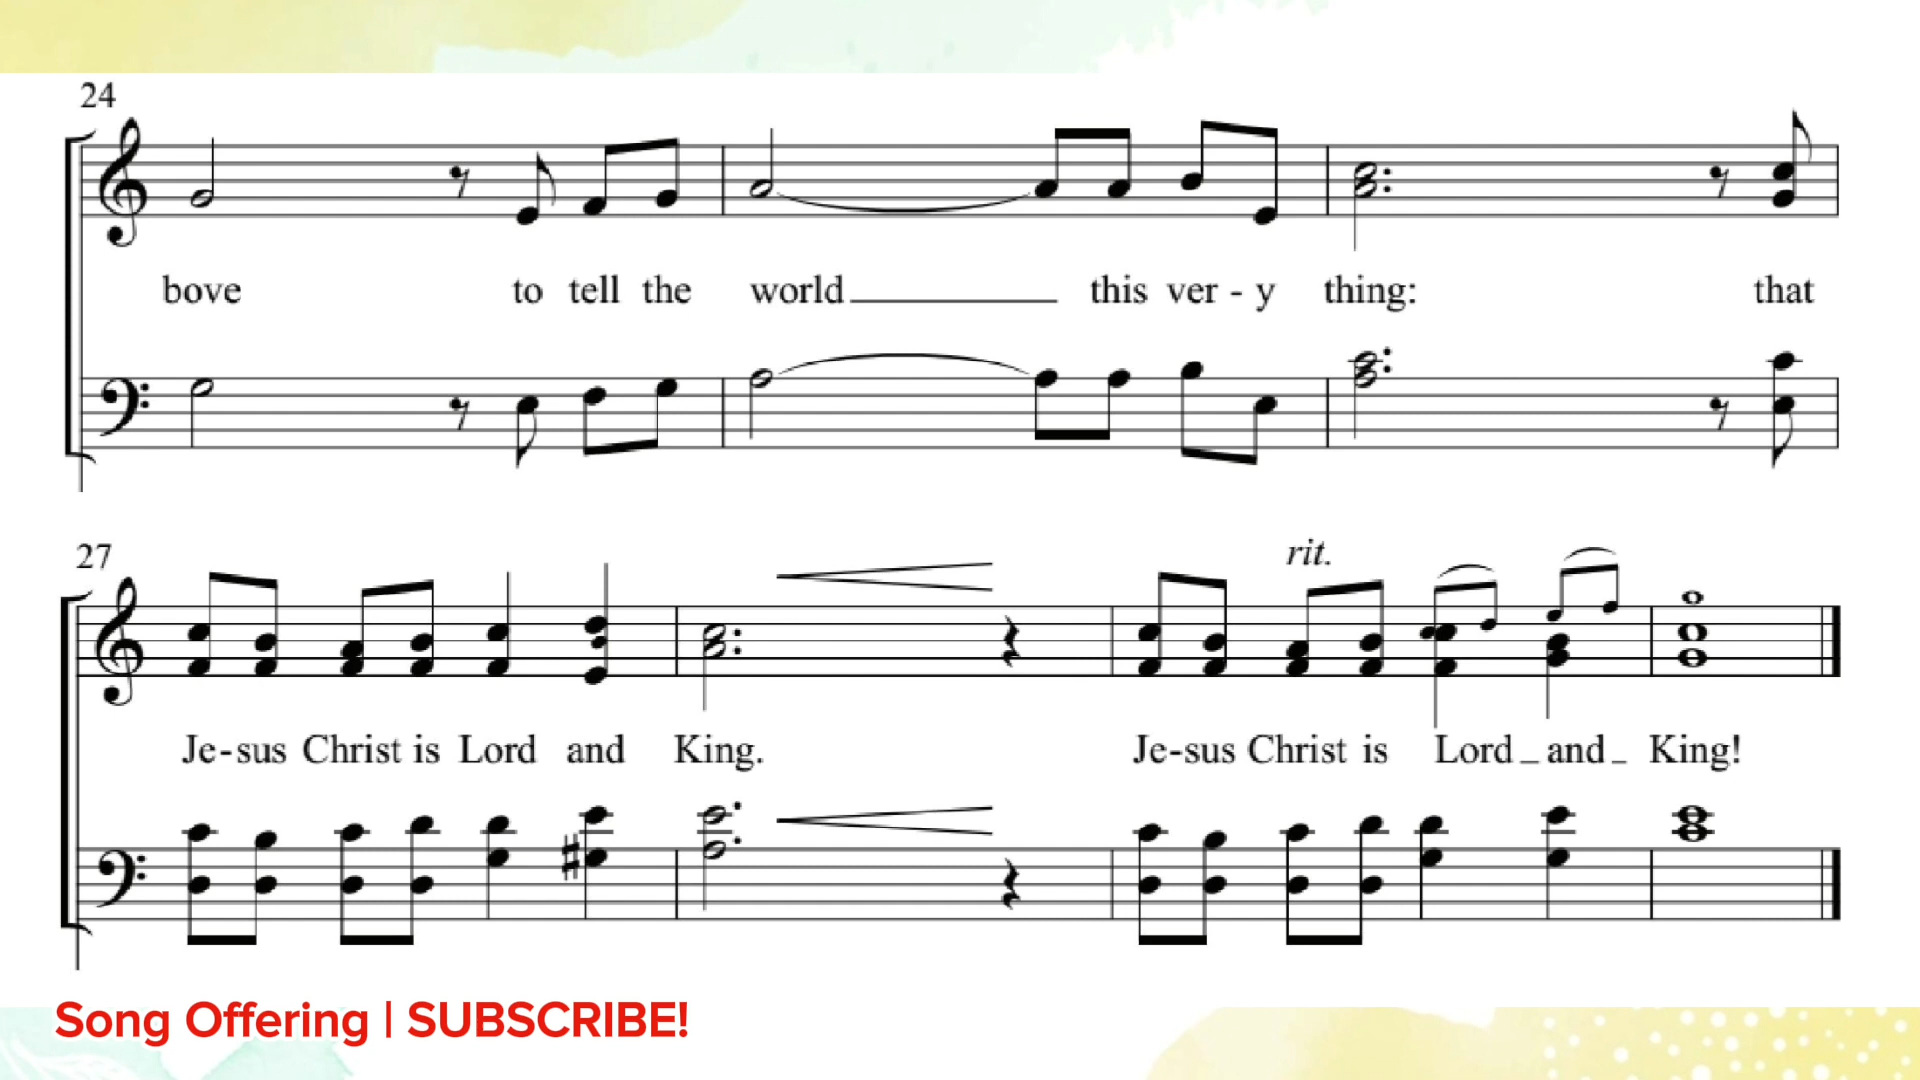 24
bove to tell the world this ver - y thing: that
27
rit.
Je-sus Christ is Lord and King. Je-sus Christ is Lord and King!
Song Offering | SUBSCRIBE!